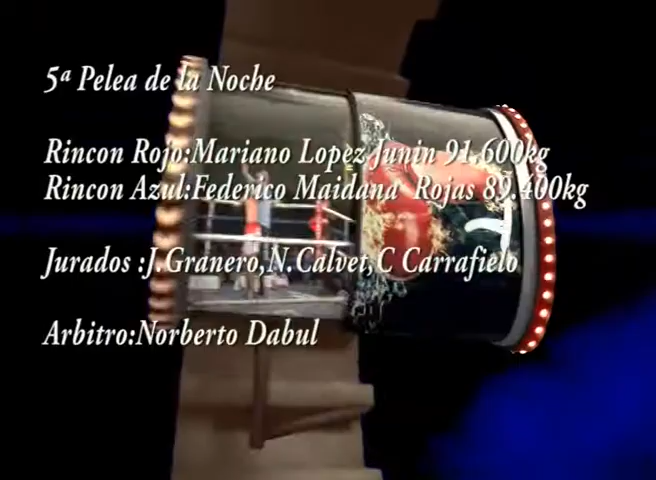 5ª Pelea de la Noche
Rincon Rojo:Mariano Lopez Junin 91.600kg
Rincon Azul:Federico Maidana Rojas 89.400kg
Jurados :J.Granero,N.Calvet,C Carrafielo
Arbitro:Norberto Dabul